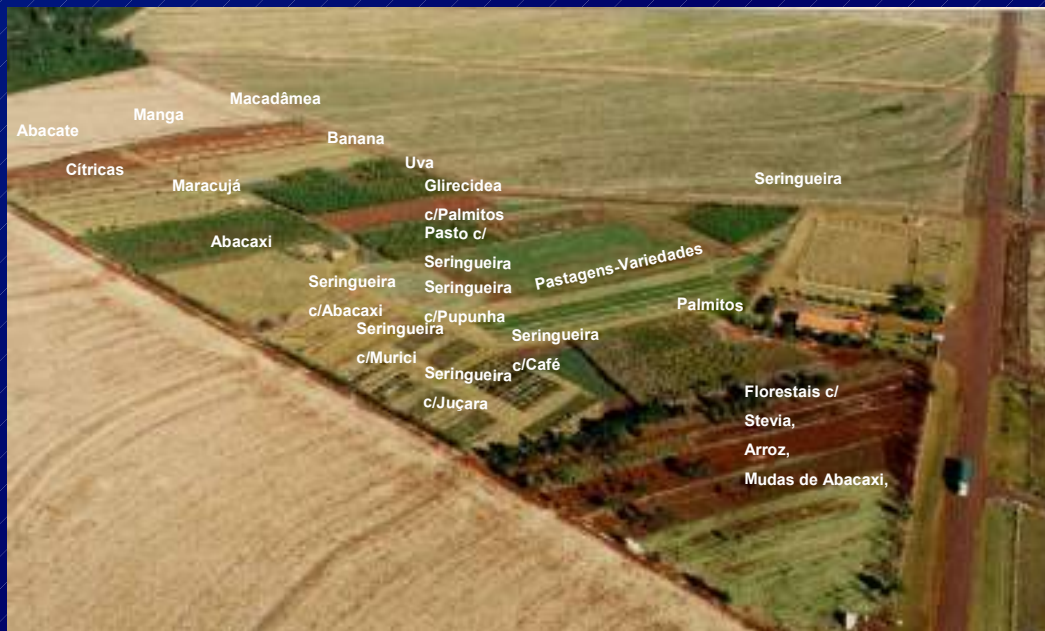 Macadâmea
Manga
Abacate
Banana
Uva
Cítricas
Maracujá
Glirecidea
c/Palmitos
Seringueira
Abacaxi
Pasto c/
Seringueira
Pastagens-Variedades
Seringueira
c/Abacaxi
Seringueira
c/Pupunha
Palmitos
Seringueira
c/Murici
Seringueira
c/Café
Seringueira
c/Juçara
Florestais c/
Stevia,
Arroz,
Mudas de Abacaxi,